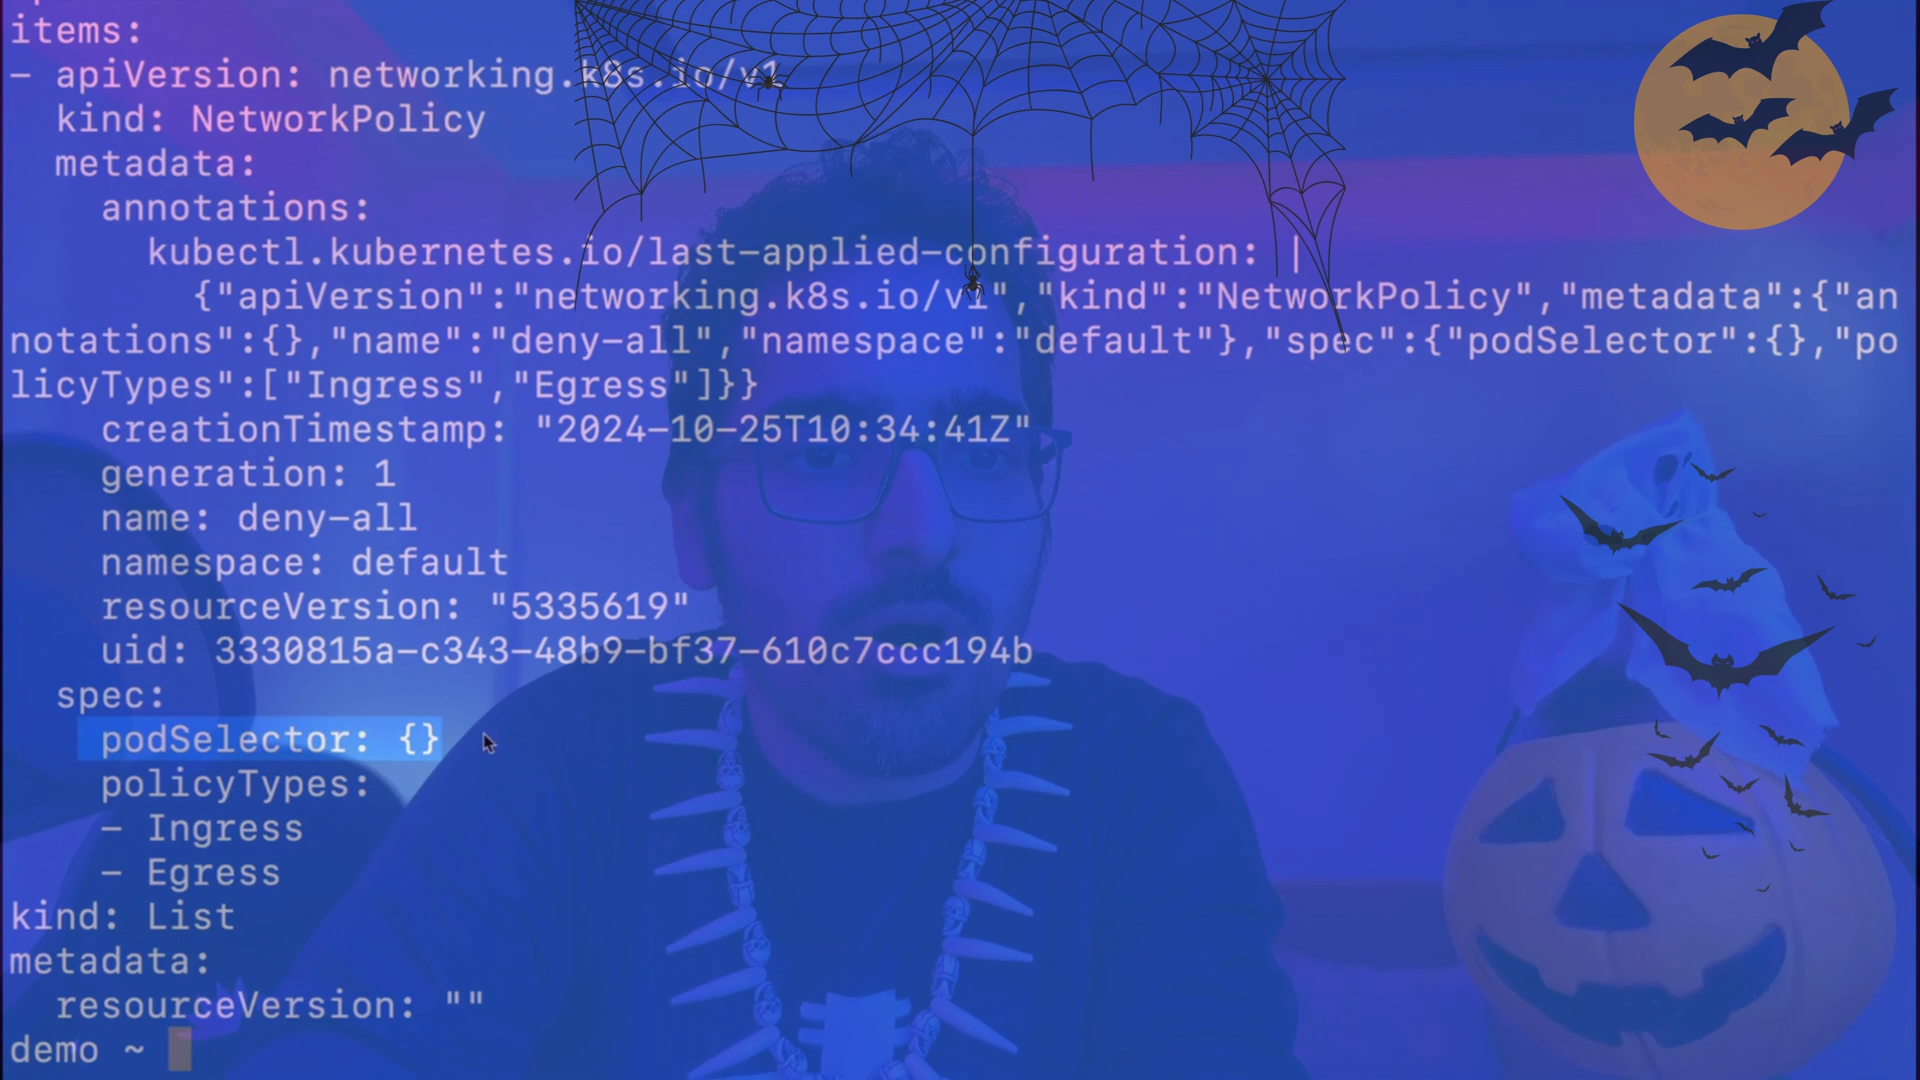 items:
- apiVersion: networking.k8s.io/v1
  kind: NetworkPolicy
  metadata:
    annotations:
      kubectl.kubernetes.io/last-applied-configuration: |
        {"apiVersion":"networking.k8s.io/v1","kind":"NetworkPolicy","metadata":{"an
notations":{},"name":"deny-all","namespace":"default"},"spec":{"podSelector":{},"po
licyTypes":["Ingress","Egress"]}}
    creationTimestamp: "2024-10-25T10:34:41Z"
    generation: 1
    name: deny-all
    namespace: default
    resourceVersion: "5335619"
    uid: 3330815a-c343-48b9-bf37-610c7ccc194b
  spec:
    podSelector: {}
    policyTypes:
    - Ingress
    - Egress
kind: List
metadata:
  resourceVersion: ""
demo ~